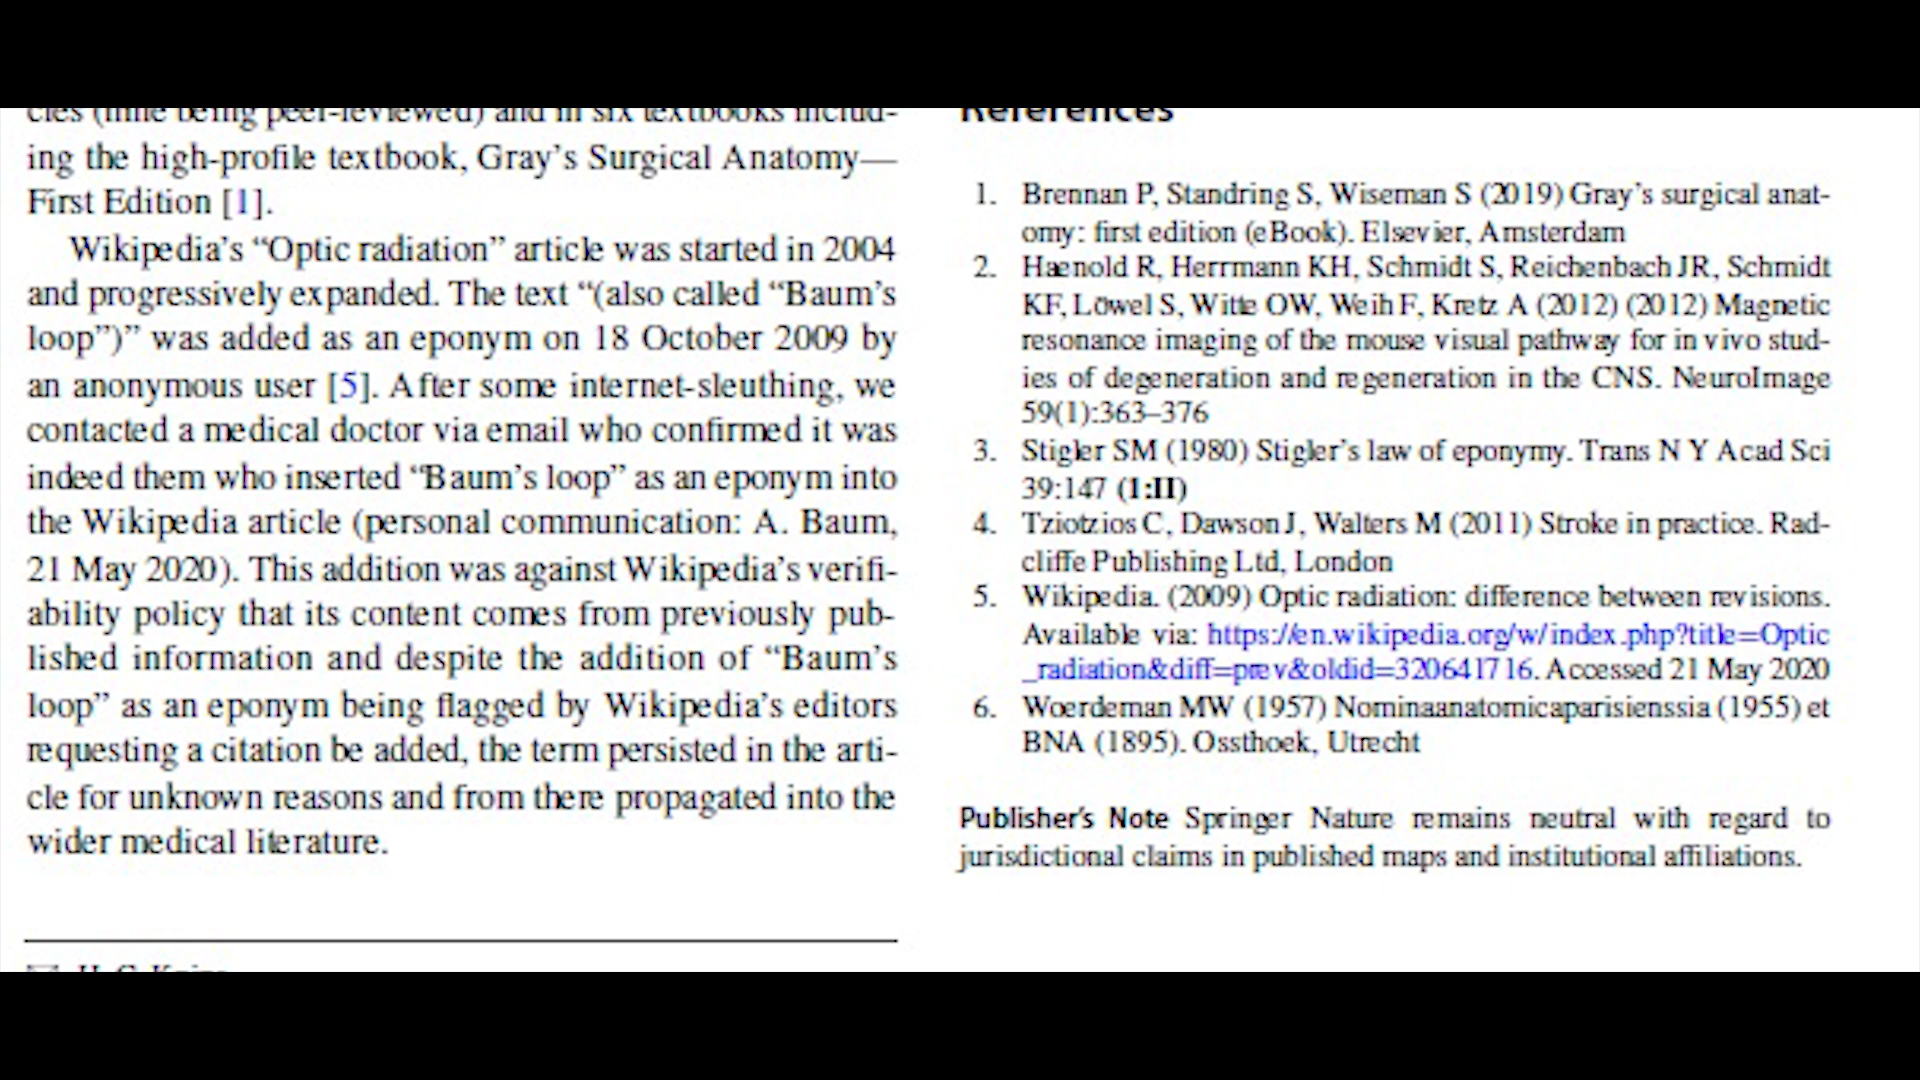 cies (nine being peer-reviewed) and in six textbooks includ-
ing the high-profile textbook, Gray’s Surgical Anatomy—
First Edition [1].
Wikipedia’s “Optic radiation” article was started in 2004
and progressively expanded. The text “(also called “Baum’s
loop”)” was added as an eponym on 18 October 2009 by
an anonymous user [5]. After some internet-sleuthing, we
contacted a medical doctor via email who confirmed it was
indeed them who inserted “Baum’s loop” as an eponym into
the Wikipedia article (personal communication: A. Baum,
21 May 2020). This addition was against Wikipedia’s verifi-
ability policy that its content comes from previously pub-
lished information and despite the addition of “Baum’s
loop” as an eponym being flagged by Wikipedia’s editors
requesting a citation be added, the term persisted in the arti-
cle for unknown reasons and from there propagated into the
wider medical literature.
References
1. Brennan P, Standring S, Wiseman S (2019) Gray’s surgical anat-
omy: first edition (eBook). Elsevier, Amsterdam
2. Haenold R, Herrmann KH, Schmidt S, Reichenbach JR, Schmidt
KF, Löwel S, Witte OW, Weih F, Kretz A (2012) (2012) Magnetic
resonance imaging of the mouse visual pathway for in vivo stud-
ies of degeneration and regeneration in the CNS. NeuroImage
59(1):363–376
3. Stigler SM (1980) Stigler’s law of eponymy. Trans N Y Acad Sci
39:147 (1:II)
4. Tziotzios C, Dawson J, Walters M (2011) Stroke in practice. Rad-
cliffe Publishing Ltd, London
5. Wikipedia. (2009) Optic radiation: difference between revisions.
Available via: https://en.wikipedia.org/w/index.php?title=Optic
_radiation&diff=prev&oldid=320641716. Accessed 21 May 2020
6. Woerdeman MW (1957) Nominaanatomicaparisienssia (1955) et
BNA (1895). Ossthoek, Utrecht
Publisher’s Note Springer Nature remains neutral with regard to
jurisdictional claims in published maps and institutional affiliations.